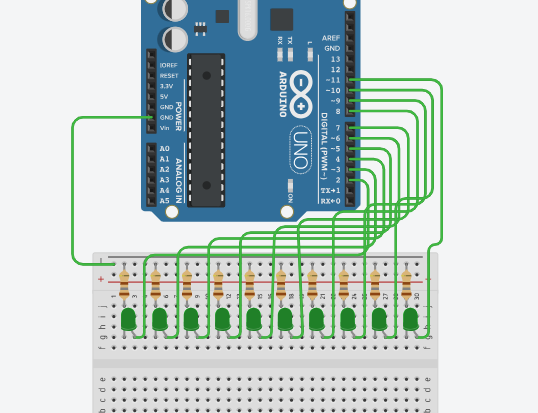 AREF
GND
13
12
~11
~10
~9
8
7
~6
~5
4
~3
2
TX→1
RX←0
IOREF
RESET
3.3V
5V
GND
GND
Vin
A0
A1
A2
A3
A4
A5
POWER
ANALOG IN
RX
TX
L
ARDUINO
UNO
DIGITAL (PWM~)
ON
- +
3 6 9 12 15 18 21 24 27 30
j
i
h
g
f
e
d
c
b